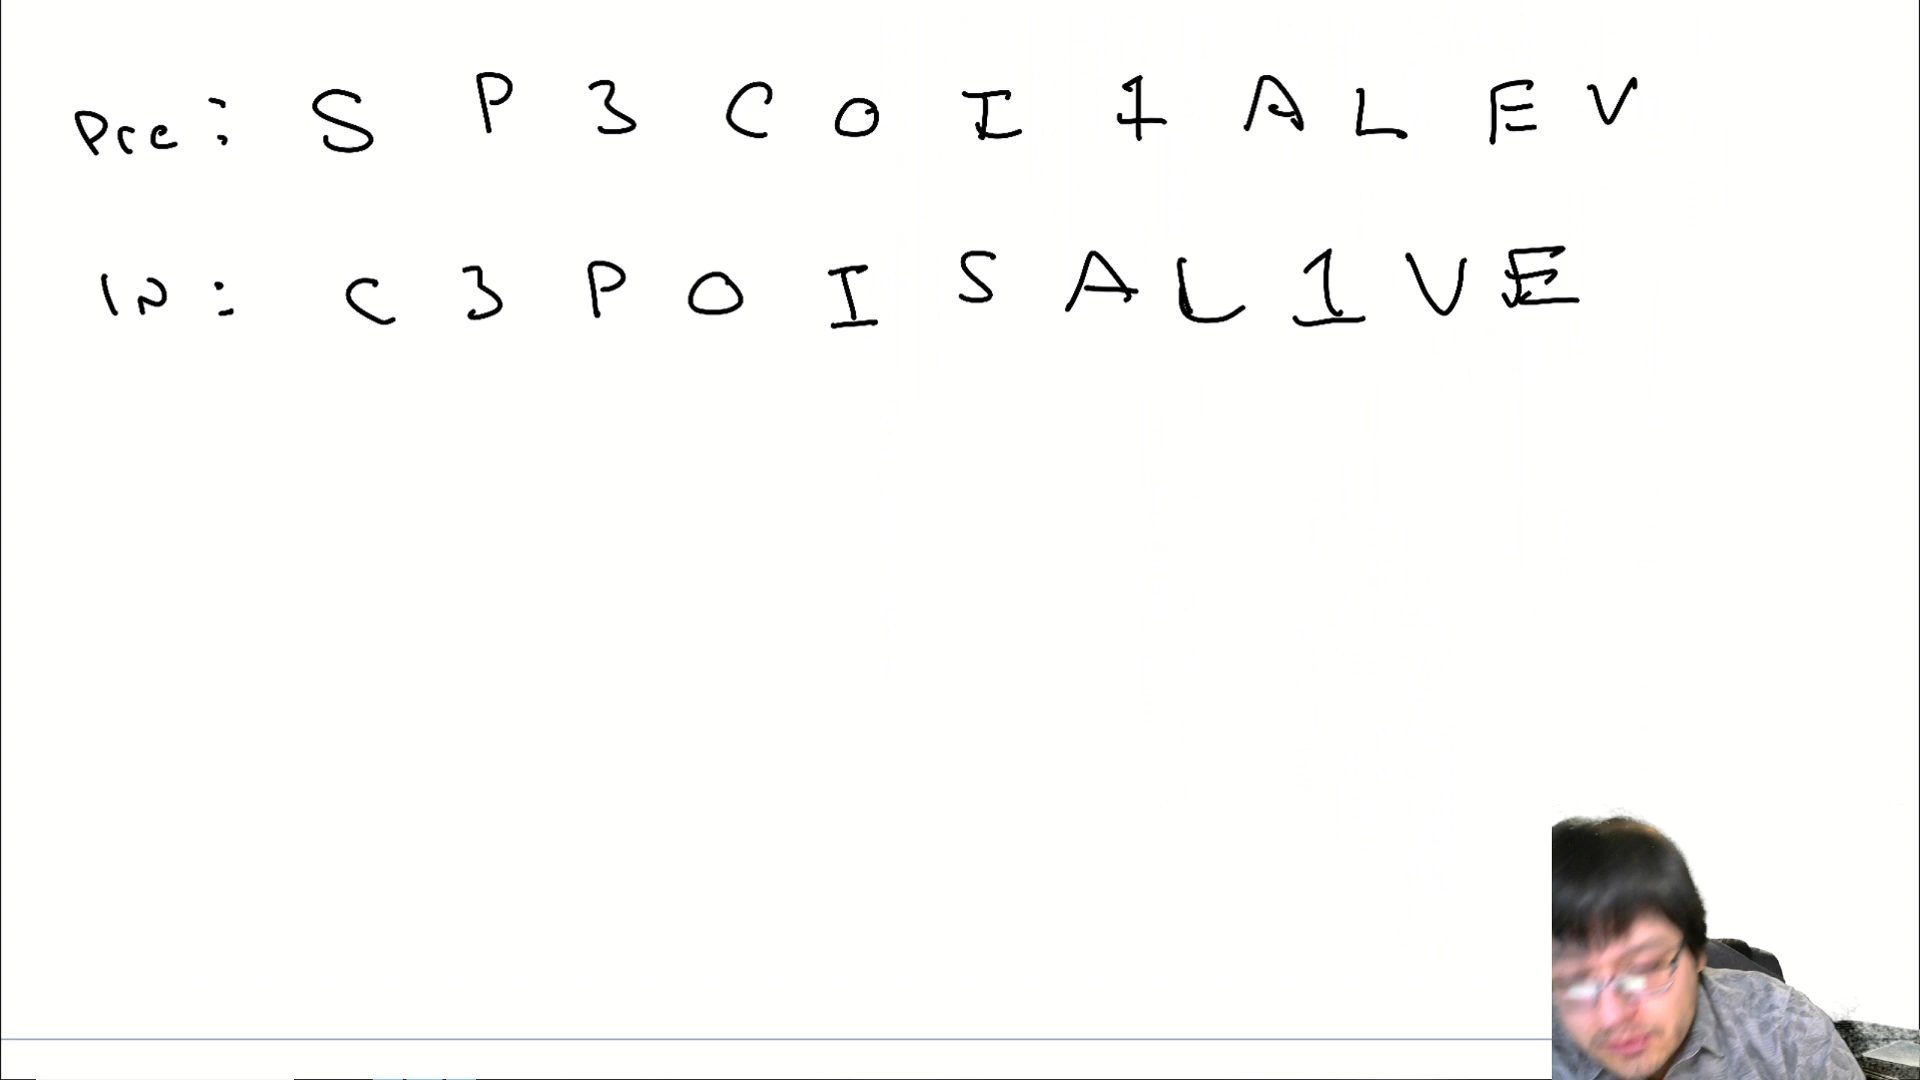 Pre: S P 3 C O I 1 A L E V
IN: C 3 P O I S A L 1 V E